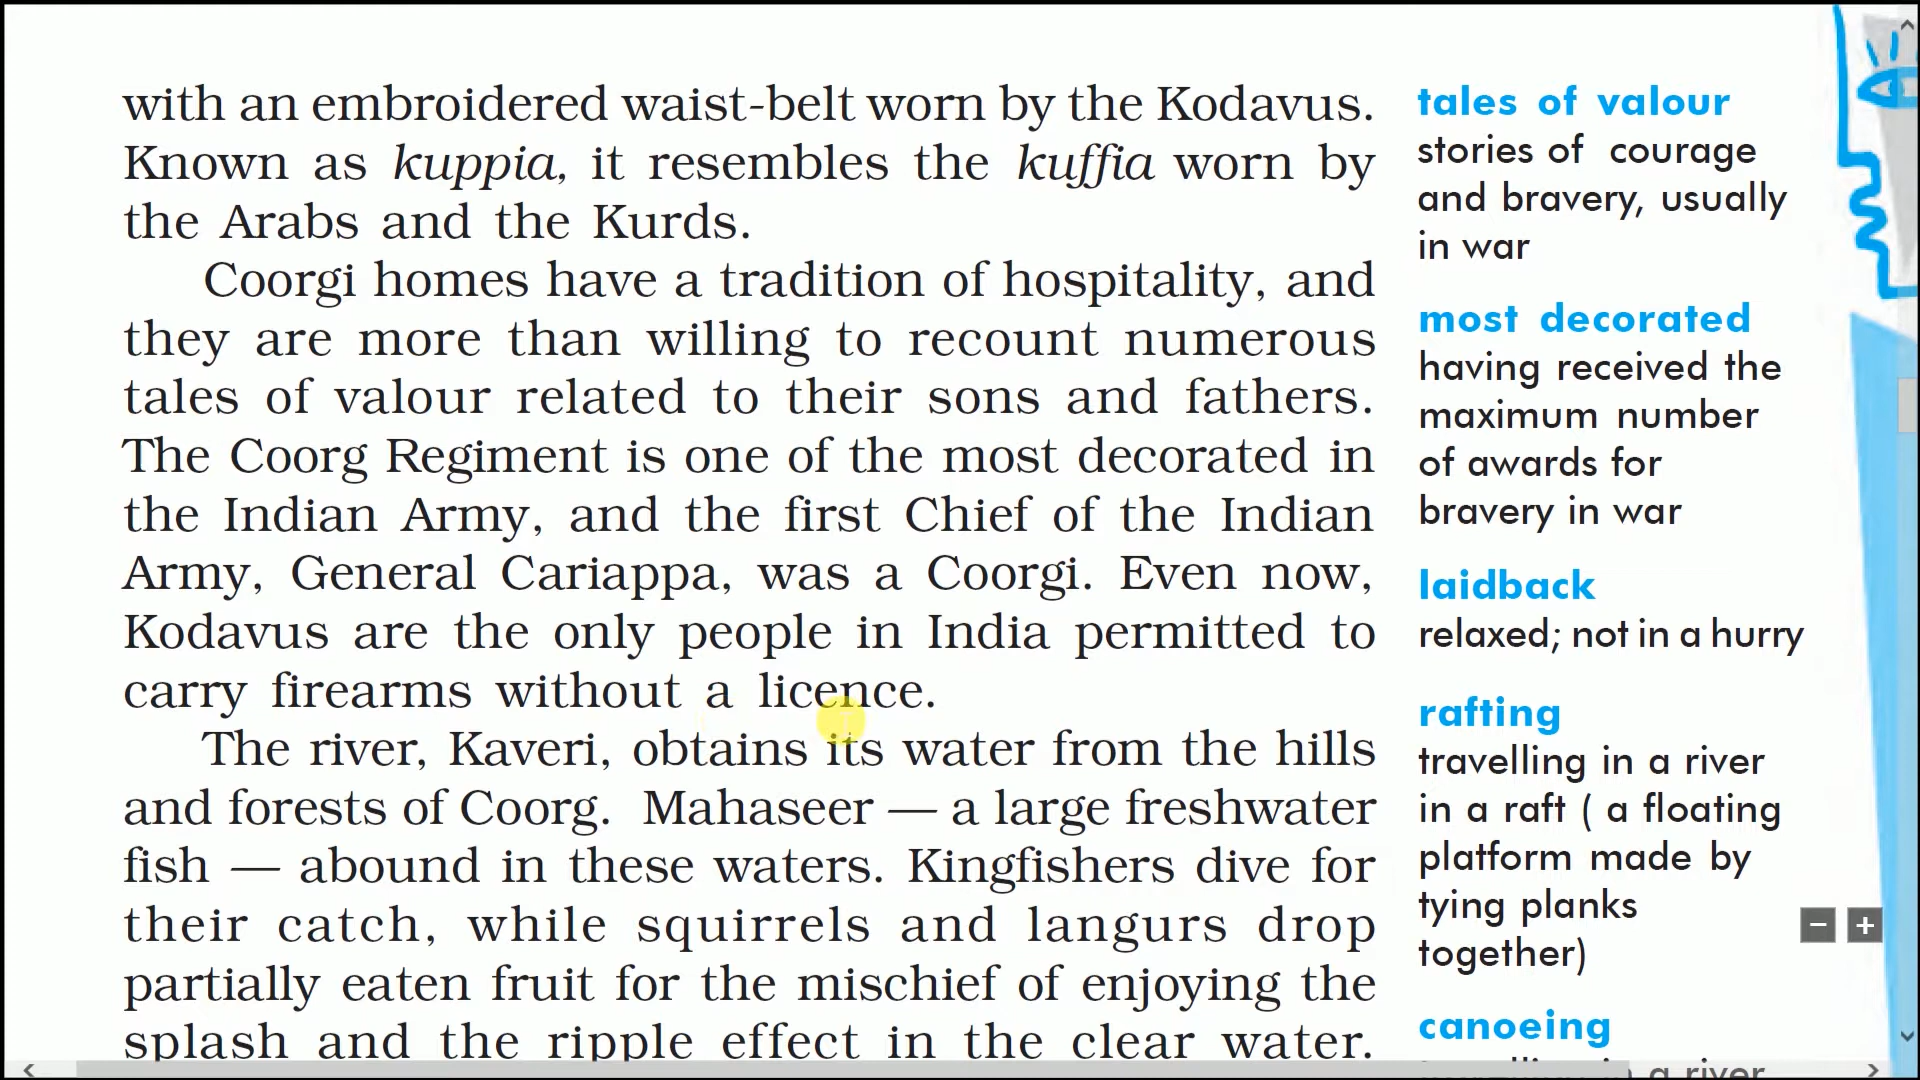 with an embroidered waist-belt worn by the Kodavus.
Known as kuppia, it resembles the kuffia worn by
the Arabs and the Kurds.
Coorgi homes have a tradition of hospitality, and
they are more than willing to recount numerous
tales of valour related to their sons and fathers.
The Coorg Regiment is one of the most decorated in
the Indian Army, and the first Chief of the Indian
Army, General Cariappa, was a Coorgi. Even now,
Kodavus are the only people in India permitted to
carry firearms without a licence.
The river, Kaveri, obtains its water from the hills
and forests of Coorg. Mahaseer — a large freshwater
fish — abound in these waters. Kingfishers dive for
their catch, while squirrels and langurs drop
partially eaten fruit for the mischief of enjoying the
splash and the ripple effect in the clear water.
tales of valour
stories of courage
and bravery, usually
in war
most decorated
having received the
maximum number
of awards for
bravery in war
laidback
relaxed; not in a hurry
rafting
travelling in a river
in a raft ( a floating
platform made by
tying planks
together)
canoeing
a river